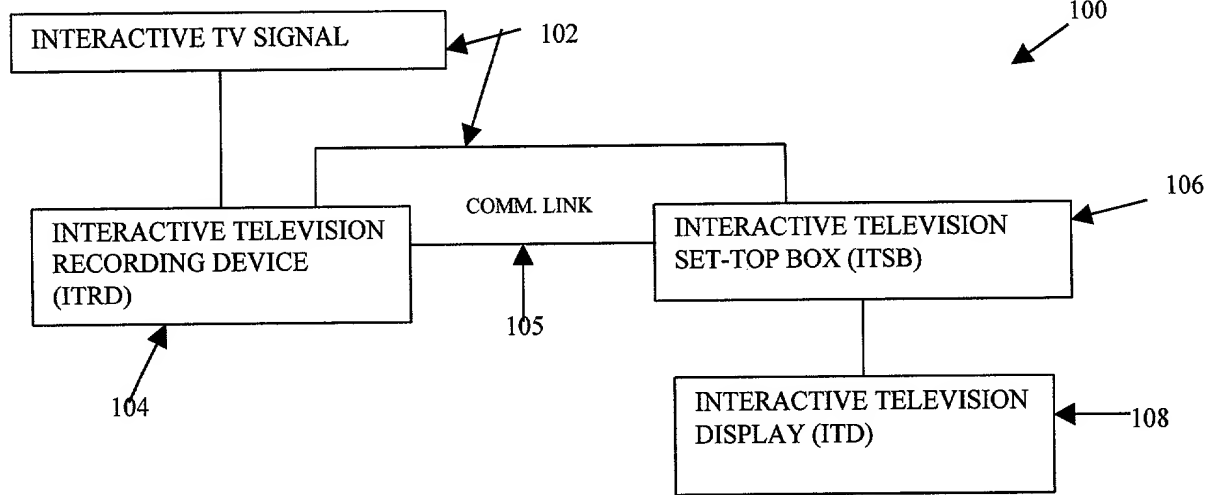 100
INTERACTIVE TV SIGNAL
102
106
COMM. LINK
INTERACTIVE TELEVISION
RECORDING DEVICE
(ITRD)
INTERACTIVE TELEVISION
SET-TOP BOX (ITSB)
105
104
INTERACTIVE TELEVISION
DISPLAY (ITD)
108